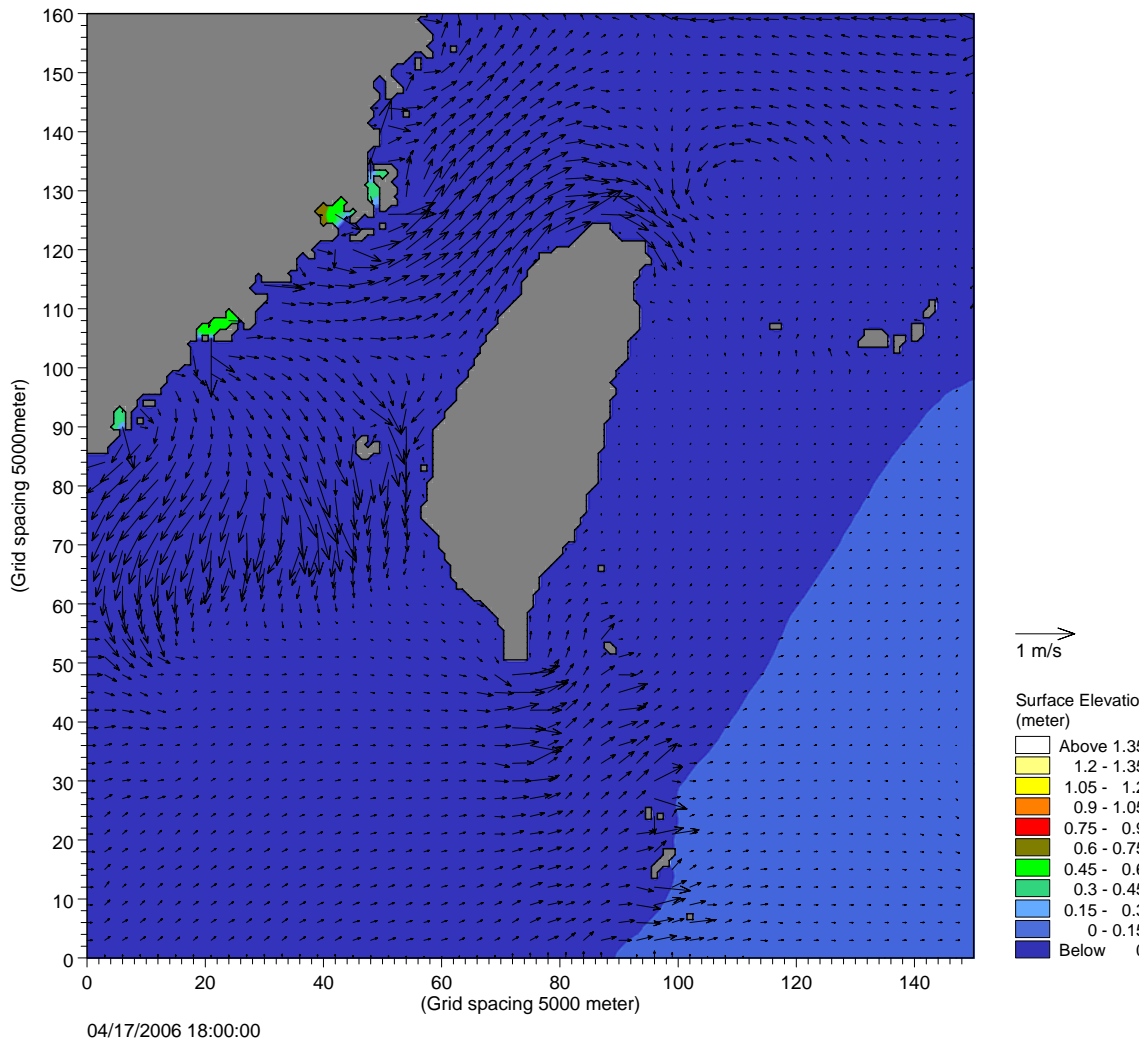 160
150
140
130
120
110
100
90
80
70
60
50
40
30
20
10
0
(Grid spacing 5000meter)
0 20 40 60 80 100 120 140
(Grid spacing 5000 meter)
04/17/2006 18:00:00
1 m/s
Surface Elevatio
(meter)
Above 1.35
1.2 - 1.35
1.05 - 1.2
0.9 - 1.05
0.75 - 0.9
0.6 - 0.75
0.45 - 0.6
0.3 - 0.45
0.15 - 0.3
0 - 0.15
Below 0